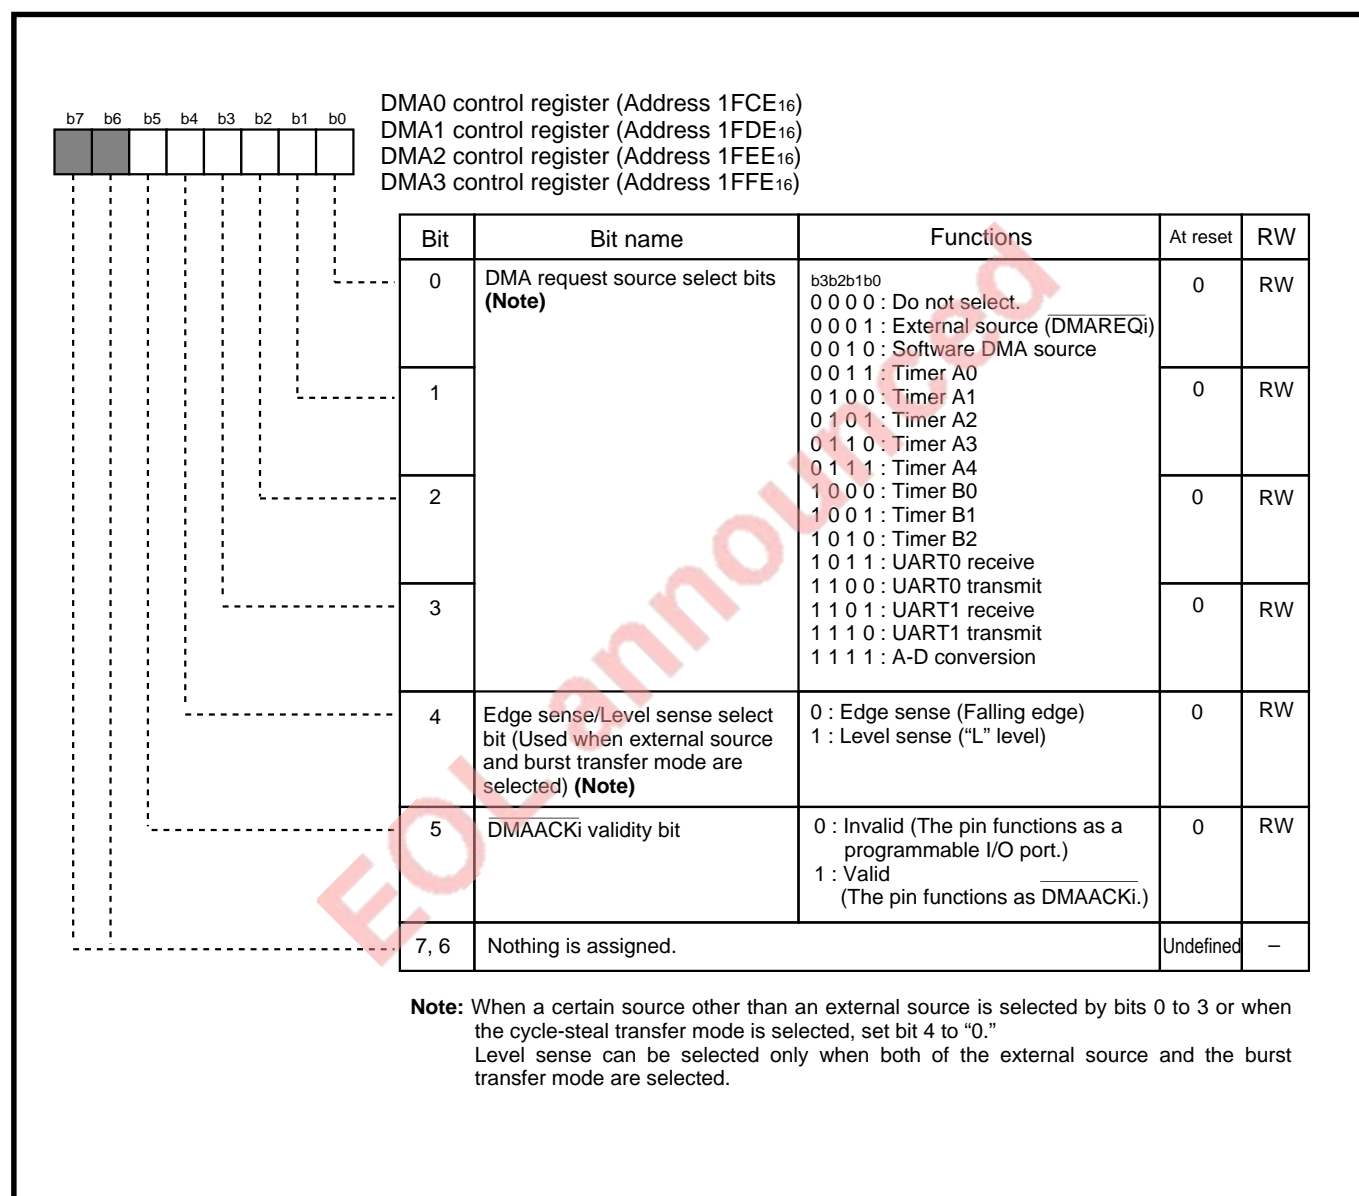 DMA0 control register (Address 1FCE16)
DMA1 control register (Address 1FDE16)
DMA2 control register (Address 1FEE16)
DMA3 control register (Address 1FFE16)
b7 b6 b5 b4 b3 b2 b1 b0
Bit Bit name Functions At reset RW
0 DMA request source select bits 0 RW
(Note)
b3b2b1b0
0 0 0 0 : Do not select.
0 0 0 1 : External source (DMAREQi)
0 0 1 0 : Software DMA source
0 0 1 1 : Timer A0
1 0 RW
0 1 0 0 : Timer A1
0 1 0 1 : Timer A2
0 1 1 0 : Timer A3
0 1 1 1 : Timer A4
2 0 RW
1 0 0 0 : Timer B0
1 0 0 1 : Timer B1
1 0 1 0 : Timer B2
1 0 1 1 : UART0 receive
1 1 0 0 : UART0 transmit
3 0 RW
1 1 0 1 : UART1 receive
1 1 1 0 : UART1 transmit
1 1 1 1 : A-D conversion
4 Edge sense/Level sense select 0 : Edge sense (Falling edge) 0 RW
bit (Used when external source 1 : Level sense (“L” level)
and burst transfer mode are
selected) (Note)
5 DMAACKi validity bit 0 : Invalid (The pin functions as a 0 RW
programmable I/O port.)
1 : Valid
(The pin functions as DMAACKi.)
7, 6 Nothing is assigned. Undefined –
Note: When a certain source other than an external source is selected by bits 0 to 3 or when
the cycle-steal transfer mode is selected, set bit 4 to “0.”
Level sense can be selected only when both of the external source and the burst
transfer mode are selected.
EOL announced